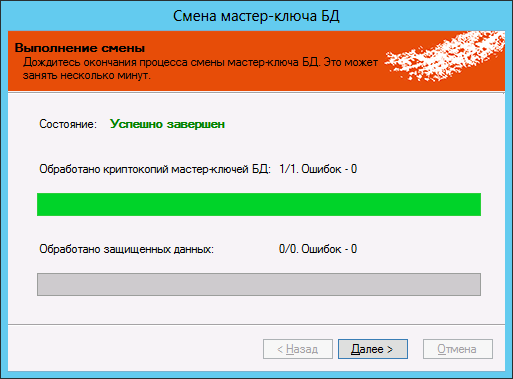 Смена мастер-ключа БД
Выполнение смены
Дождитесь окончания процесса смены мастер-ключа БД. Это может
занять несколько минут.
Состояние: Успешно завершен
Обработано криптокопий мастер-ключей БД: 1/1. Ошибок - 0
Обработано защищенных данных: 0/0. Ошибок - 0
< Назад Далее > Отмена